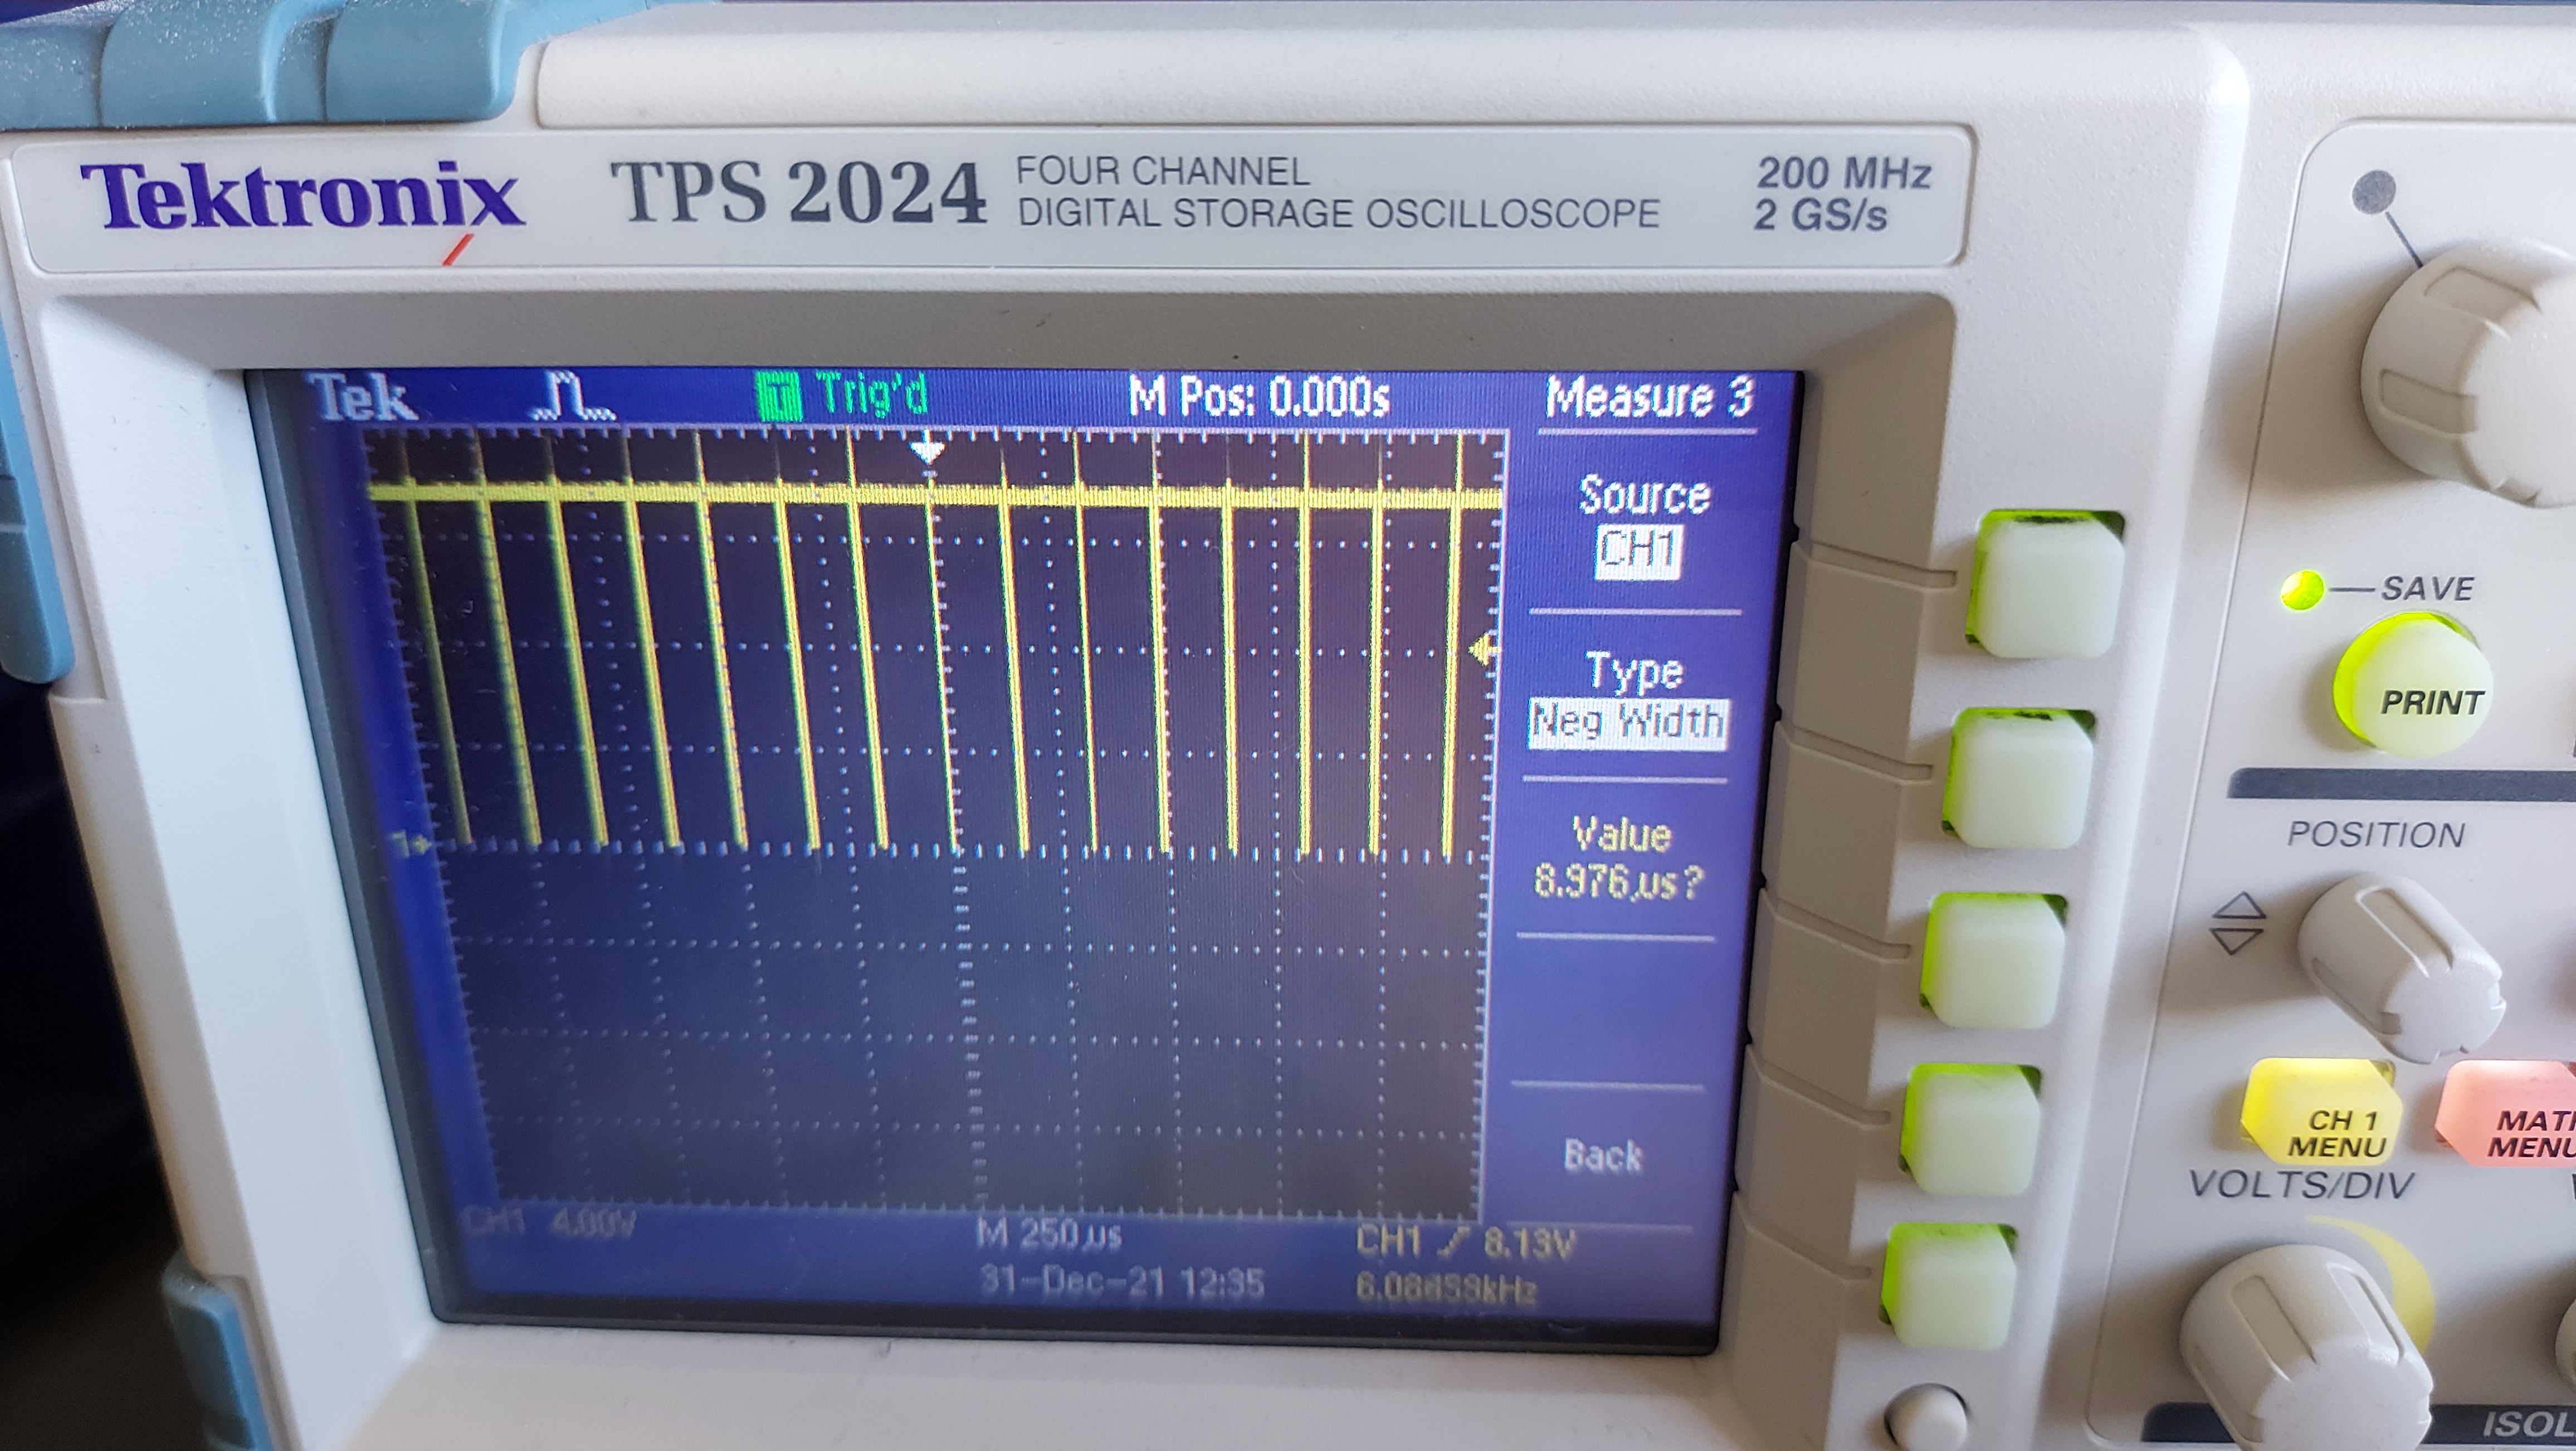 Tektronix TPS 2024 FOUR CHANNEL 200 MHz
DIGITAL STORAGE OSCILLOSCOPE 2 GS/s
Tek T Trig'd M Pos: 0.000s Measure 3
Source
CH1
Type
Neg Width
Value
8.976µs?
Back
1
CH1 4.00V M 250µs CH1 8.13V
31-Dec-21 12:35
SAVE
PRINT
POSITION
CH 1
MENU
MENU
VOLTS/DIV